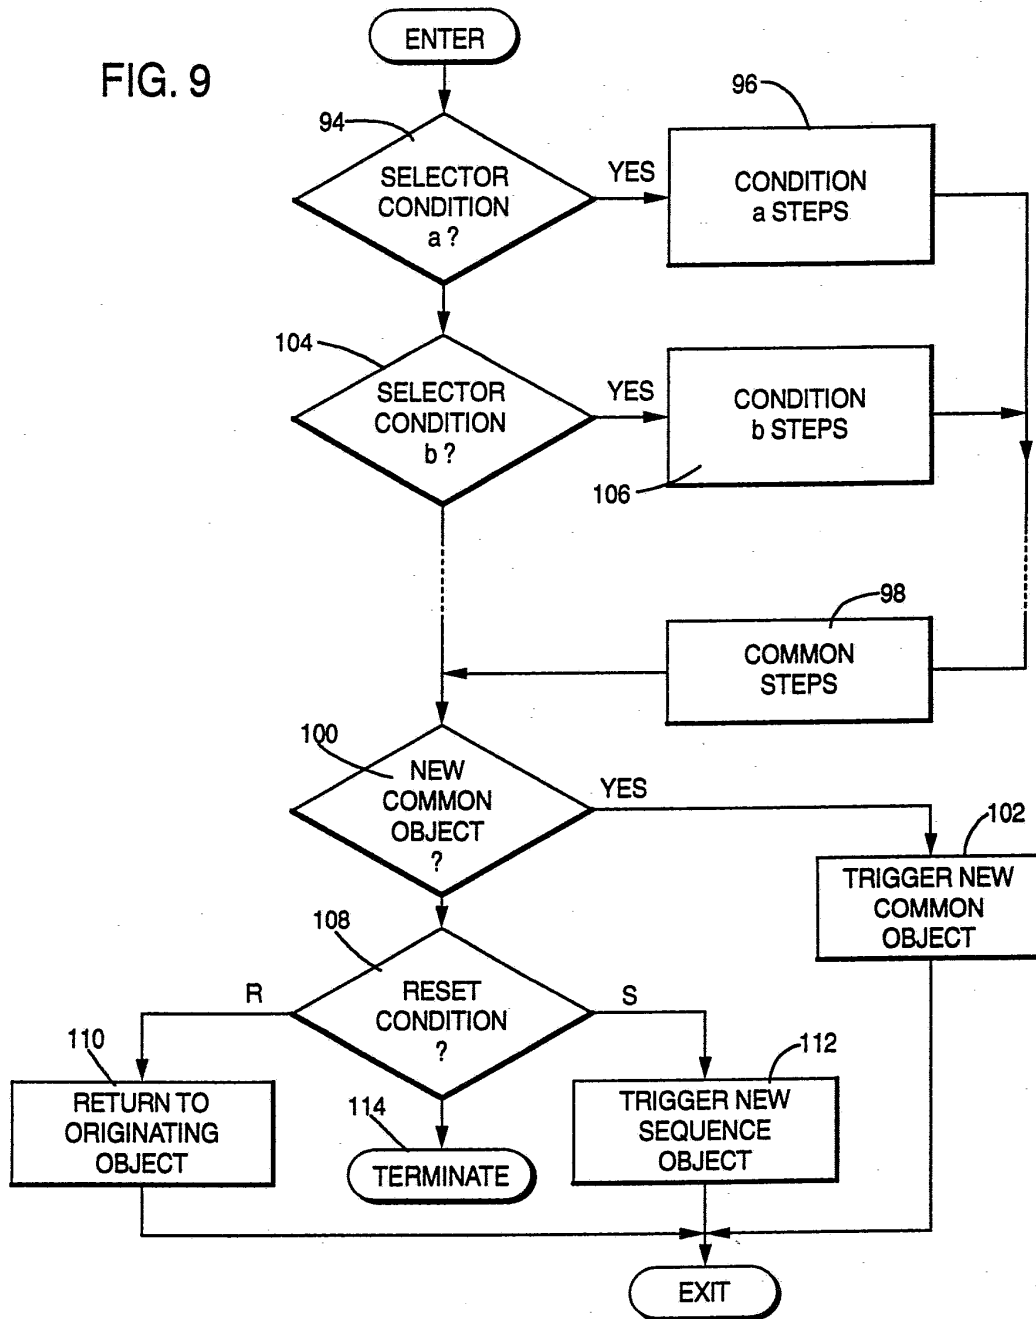 ENTER
FIG. 9
94
SELECTOR
CONDITION
a ?
YES
96
CONDITION
a STEPS
104
SELECTOR
CONDITION
b ?
YES
CONDITION
b STEPS
106
98
COMMON
STEPS
100
NEW
COMMON
OBJECT
?
YES
102
TRIGGER NEW
COMMON
OBJECT
108
RESET
CONDITION
?
R
S
110
RETURN TO
ORIGINATING
OBJECT
114
TERMINATE
112
TRIGGER NEW
SEQUENCE
OBJECT
EXIT